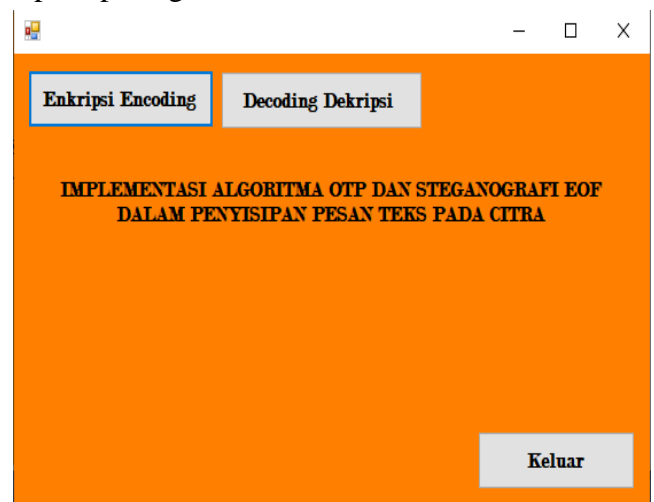 Enkripsi Encoding
Decoding Dekripsi
IMPLEMENTASI ALGORITMA OTP DAN STEGANOGRAFI EOF
DALAM PENYISIPAN PESAN TEKS PADA CITRA
Keluar